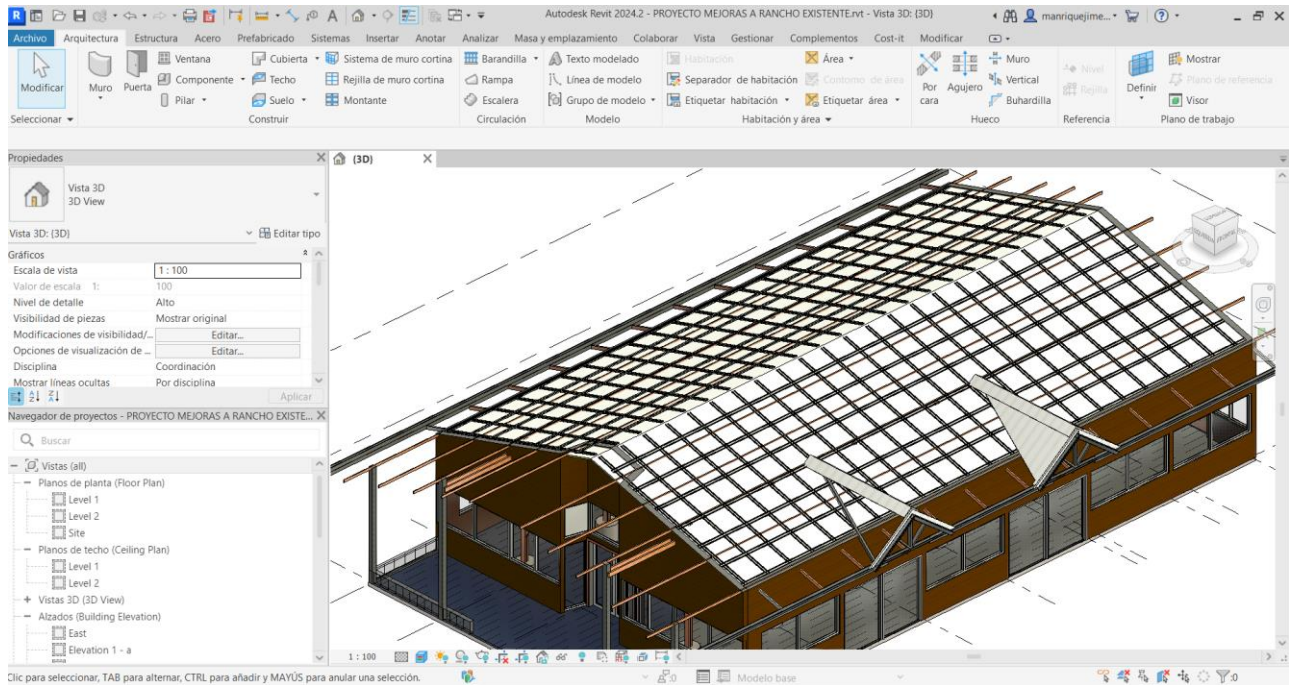 Autodesk Revit 2024.2 - PROYECTO MEJORAS A RANCHO EXISTENTE.rvt - Vista 3D: {3D}
manriquejime...
Archivo Arquitectura Estructura Acero Prefabricado Sistemas Insertar Anotar Analizar Masa y emplazamiento Colaborar Vista Gestionar Complementos Cost-it Modificar
Modificar
Muro
Puerta
Ventana
Componente
Pilar
Cubierta
Techo
Suelo
Sistema de muro cortina
Rejilla de muro cortina
Montante
Barandilla
Rampa
Escalera
Texto modelado
Línea de modelo
Grupo de modelo
Habitación
Separador de habitación
Etiquetar habitación
Área
Contorno de área
Etiquetar área
Por cara
Agujero
Muro
Vertical
Buhardilla
Nivel
Rejilla
Definir
Mostrar
Plano de referencia
Visor
Seleccionar Construir Circulación Modelo Habitación y área Hueco Referencia Plano de trabajo
Propiedades
(3D)
Vista 3D
3D View
Vista 3D: {3D} Editar tipo
Gráficos
Escala de vista 1 : 100
Valor de escala 1: 100
Nivel de detalle Alto
Visibilidad de piezas Mostrar original
Modificaciones de visibilidad/... Editar...
Opciones de visualización de ... Editar...
Disciplina Coordinación
Mostrar líneas ocultas Por disciplina
Aplicar
Navegador de proyectos - PROYECTO MEJORAS A RANCHO EXISTE...
Buscar
Vistas (all)
Planos de planta (Floor Plan)
Level 1
Level 2
Site
Planos de techo (Ceiling Plan)
Level 1
Level 2
Vistas 3D (3D View)
Alzados (Building Elevation)
East
Elevation 1 - a
1 : 100
Clic para seleccionar, TAB para alternar, CTRL para añadir y MAYÚS para anular una selección.
:0
Modelo base
:0